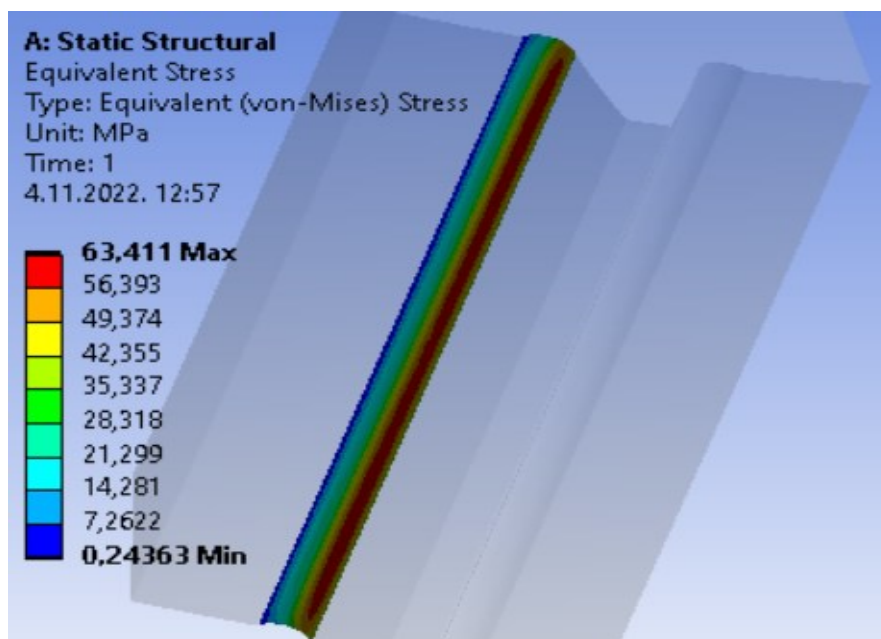 A: Static Structural
Equivalent Stress
Type: Equivalent (von-Mises) Stress
Unit: MPa
Time: 1
4.11.2022. 12:57
63,411 Max
56,393
49,374
42,355
35,337
28,318
21,299
14,281
7,2622
0,24363 Min